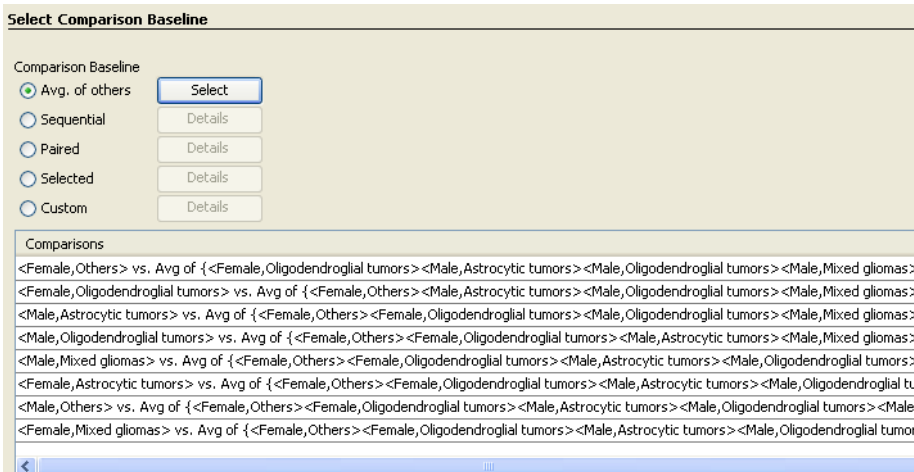 Select Comparison Baseline
Comparison Baseline
Avg. of others Select
Sequential Details
Paired Details
Selected Details
Custom Details
Comparisons
<Female,Others> vs. Avg of {<Female,Oligodendroglial tumors><Male,Astrocytic tumors><Male,Oligodendroglial tumors><Male,Mixed gliomas>
<Female,Oligodendroglial tumors> vs. Avg of {<Female,Others><Male,Astrocytic tumors><Male,Oligodendroglial tumors><Male,Mixed gliomas>
<Male,Astrocytic tumors> vs. Avg of {<Female,Others><Female,Oligodendroglial tumors><Male,Oligodendroglial tumors><Male,Mixed gliomas>
<Male,Oligodendroglial tumors> vs. Avg of {<Female,Others><Female,Oligodendroglial tumors><Male,Astrocytic tumors><Male,Mixed gliomas>
<Male,Mixed gliomas> vs. Avg of {<Female,Others><Female,Oligodendroglial tumors><Male,Astrocytic tumors><Male,Oligodendroglial tumors>
<Female,Astrocytic tumors> vs. Avg of {<Female,Others><Female,Oligodendroglial tumors><Male,Astrocytic tumors><Male,Oligodendroglial tu
<Male,Others> vs. Avg of {<Female,Others><Female,Oligodendroglial tumors><Male,Astrocytic tumors><Male,Oligodendroglial tumors><Male
<Female,Mixed gliomas> vs. Avg of {<Female,Others><Female,Oligodendroglial tumors><Male,Astrocytic tumors><Male,Oligodendroglial tumor